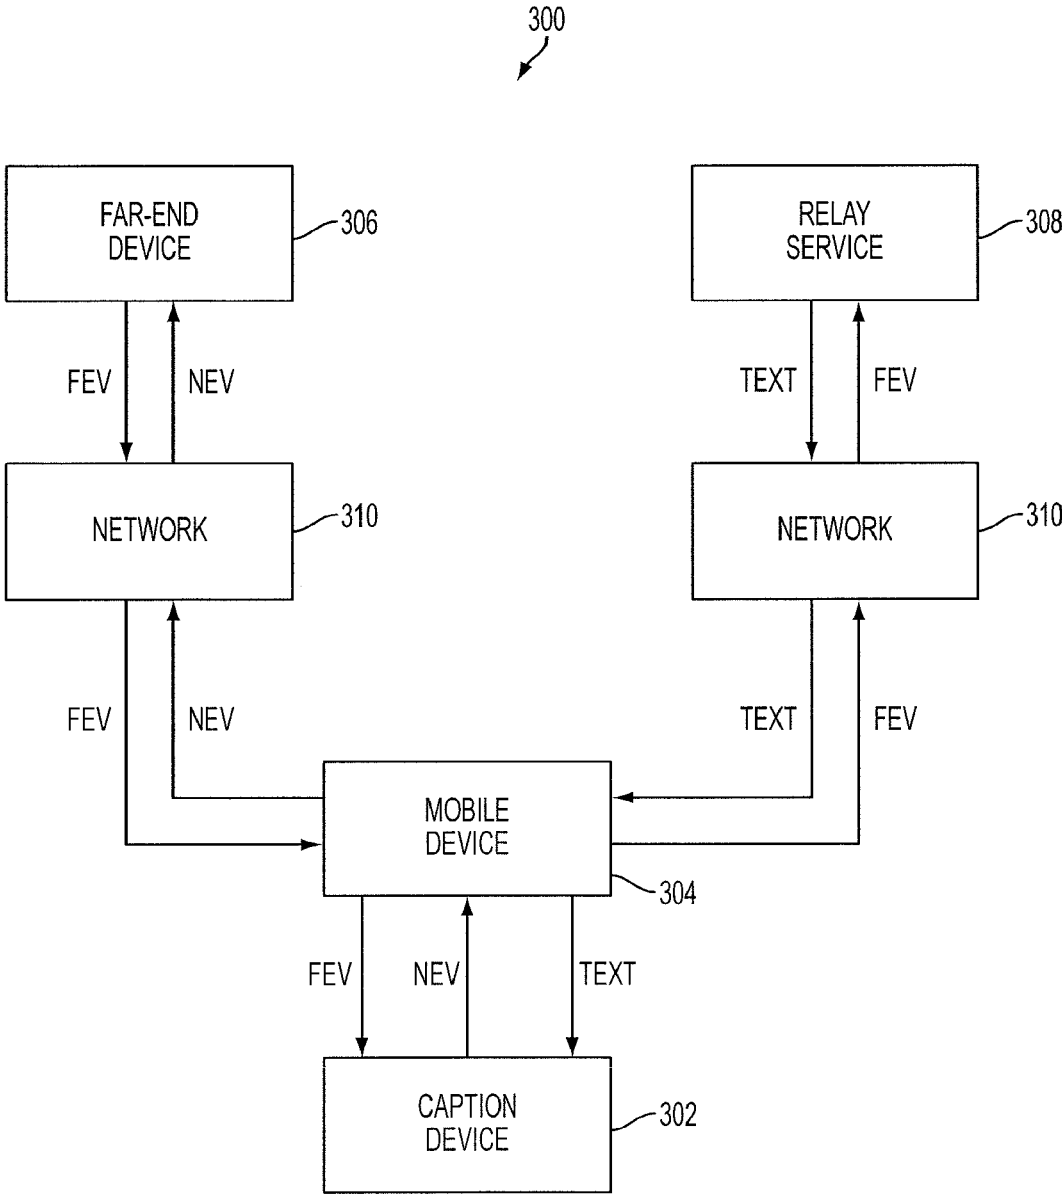 300
FAR-END
DEVICE
306
RELAY
SERVICE
308
FEV
NEV
TEXT
FEV
NETWORK
310
NETWORK
310
FEV
NEV
TEXT
FEV
MOBILE
DEVICE
304
FEV
NEV
TEXT
CAPTION
DEVICE
302